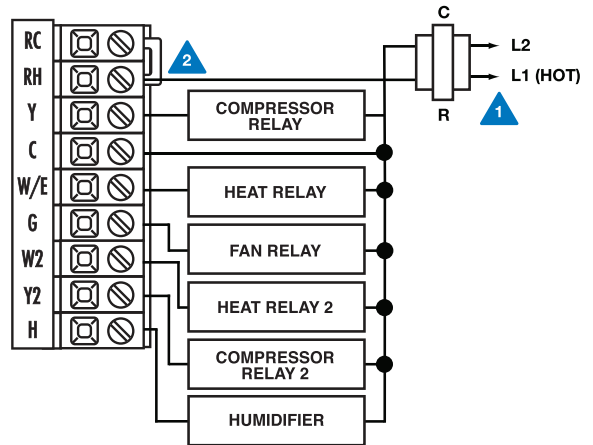 C
RC
L2
2
RH
L1 (HOT)
R
1
Y
COMPRESSOR
RELAY
C
W/E
HEAT RELAY
G
FAN RELAY
W2
HEAT RELAY 2
Y2
COMPRESSOR
RELAY 2
H
HUMIDIFIER